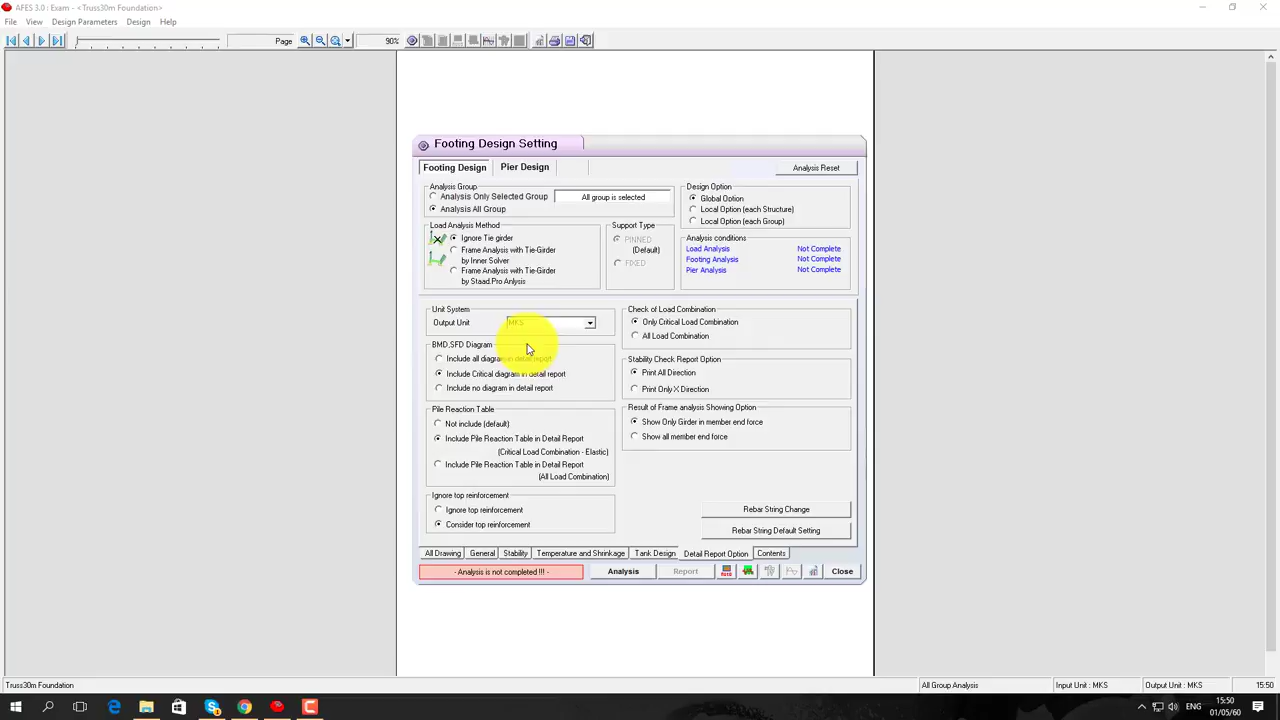 AFES 3.0 : Exam - <Truss30m Foundation>
File View Design Parameters Design Help
Page 90%
Footing Design Setting
Footing Design Pier Design Analysis Reset
Analysis Group
Analysis Only Selected Group All group is selected
Analysis All Group
Design Option
Global Option
Local Option (each Structure)
Local Option (each Group)
Load Analysis Method
Ignore Tie girder
Frame Analysis with Tie-Girder
by Inner Solver
Frame Analysis with Tie-Girder
by Staad.Pro Anlysis
Support Type
PINNED
(Default)
FIXED
Analysis conditions
Load Analysis Not Complete
Footing Analysis Not Complete
Pier Analysis Not Complete
Unit System
Output Unit MKS
BMD,SFD Diagram
Include all diagram in detail report
Include Critical diagram in detail report
Include no diagram in detail report
Pile Reaction Table
Not include (default)
Include Pile Reaction Table in Detail Report
(Critical Load Combination - Elastic)
Include Pile Reaction Table in Detail Report
(All Load Combination)
Ignore top reinforcement
Ignore top reinforcement
Consider top reinforcement
Check of Load Combination
Only Critical Load Combination
All Load Combination
Stability Check Report Option
Print All Direction
Print Only X Direction
Result of Frame analysis Showing Option
Show Only Girder in member end force
Show all member end force
Rebar String Change
Rebar String Default Setting
All Drawing General Stability Temperature and Shrinkage Tank Design Detail Report Option Contents
- Analysis is not completed !!! - Analysis Report Close
Truss30m Foundation All Group Analysis Input Unit : MKS Output Unit : MKS 15:50
ENG 15:50
01/05/60